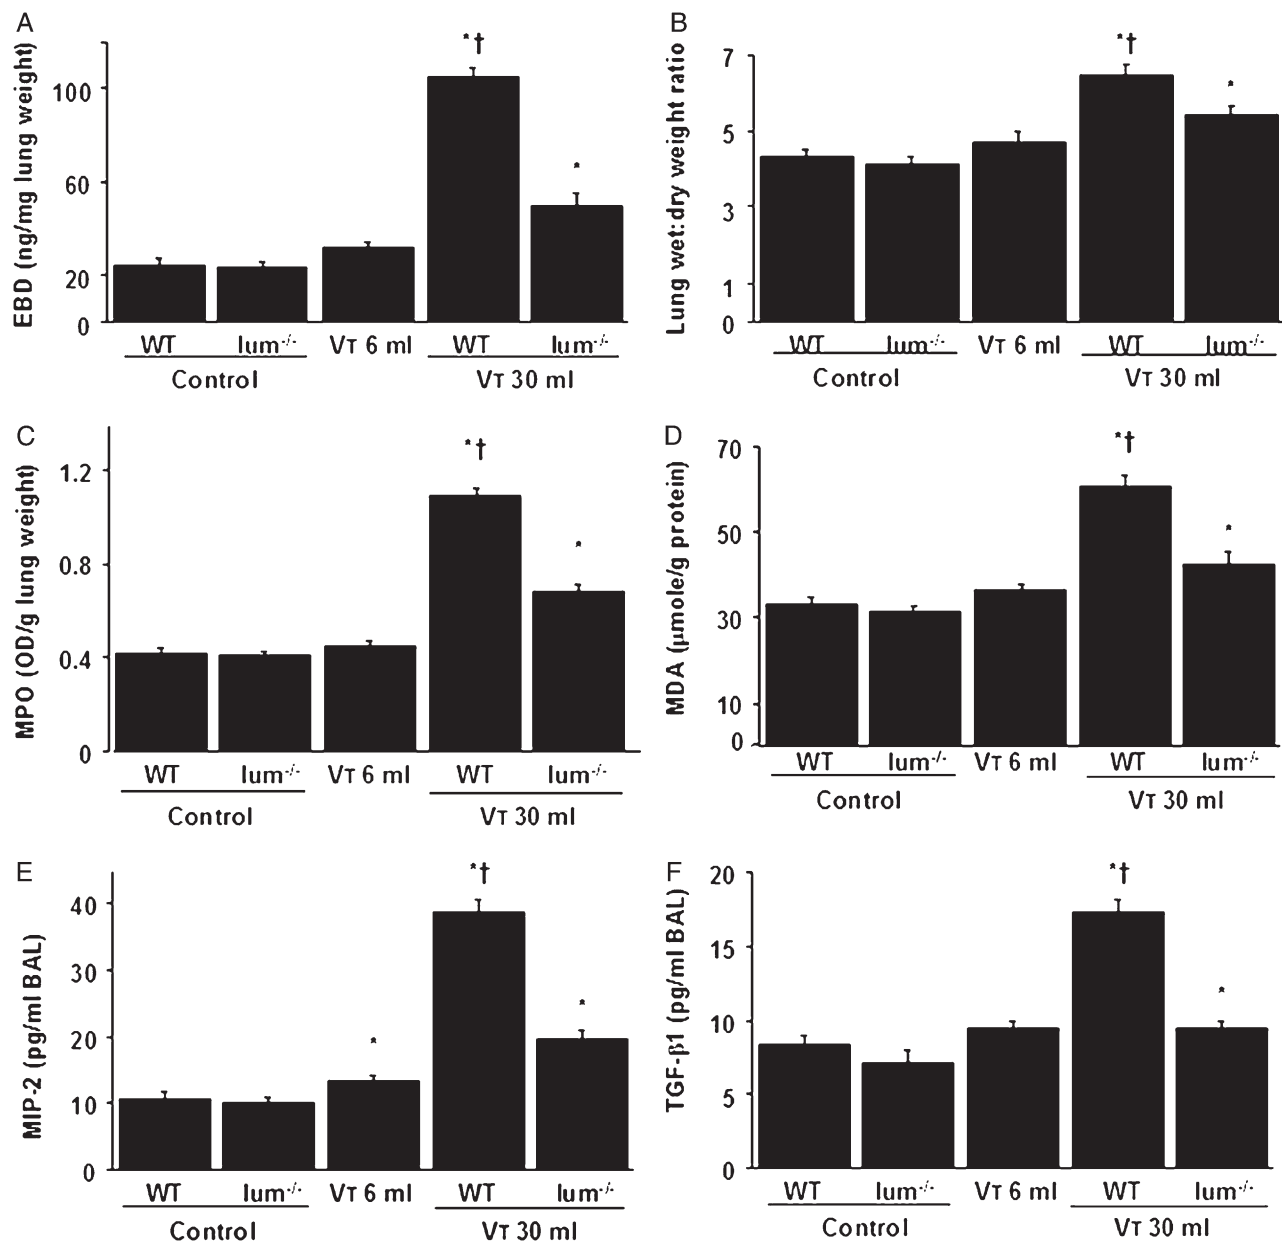 A
EBD (ng/mg lung weight)
*†
*
100
60
20
0
WT lum-/- VT 6 ml WT lum-/-
Control VT 30 ml
B
Lung wet:dry weight ratio
*†
*
7
5
3
1
0
WT lum-/- VT 6 ml WT lum-/-
Control VT 30 ml
C
MPO (OD/g lung weight)
*†
*
1.2
0.8
0.4
0
WT lum-/- VT 6 ml WT lum-/-
Control VT 30 ml
D
MDA (μmole/g protein)
*†
*
70
50
30
10
0
WT lum-/- VT 6 ml WT lum-/-
Control VT 30 ml
E
MIP-2 (pg/ml BAL)
*†
*
*
40
30
20
10
0
WT lum-/- VT 6 ml WT lum-/-
Control VT 30 ml
F
TGF-β1 (pg/ml BAL)
*†
*
20
15
10
5
0
WT lum-/- VT 6 ml WT lum-/-
Control VT 30 ml